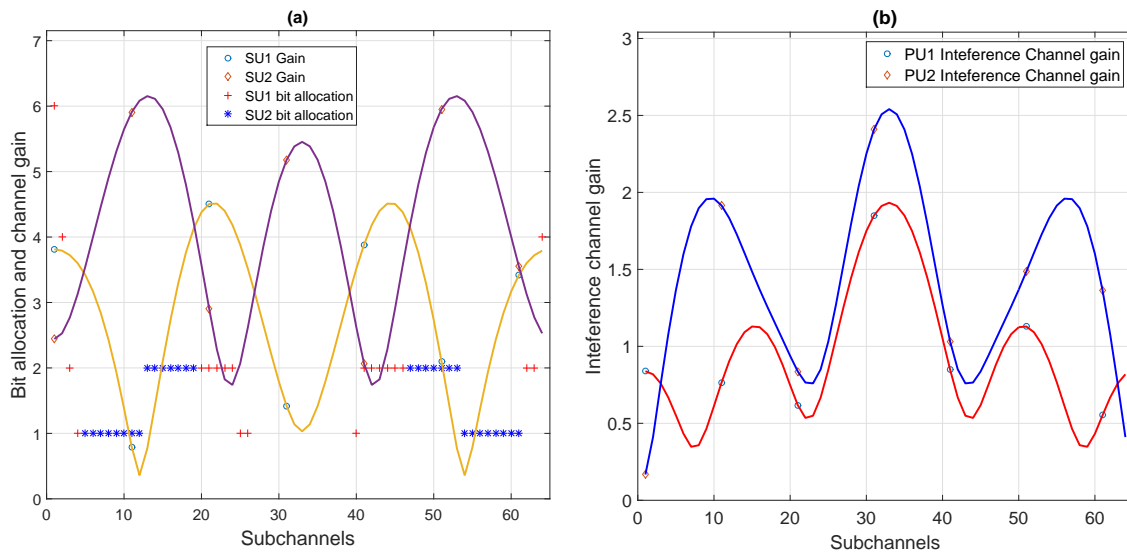 (a)
7
6
5
4
3
2
1
0
0 10 20 30 40 50 60
Subchannels
Bit allocation and channel gain
SU1 Gain
SU2 Gain
SU1 bit allocation
SU2 bit allocation
(b)
3
2.5
2
1.5
1
0.5
0
0 10 20 30 40 50 60
Subchannels
Inteference channel gain
PU1 Inteference Channel gain
PU2 Inteference Channel gain